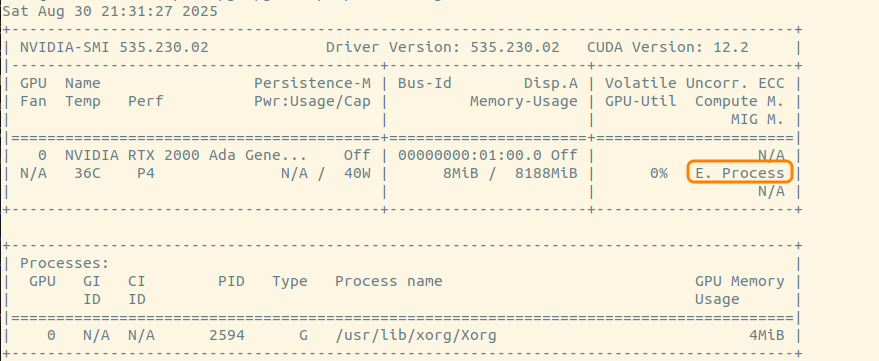 Sat Aug 30 21:31:27 2025
+---------------------------------------------------------------------------------------+
| NVIDIA-SMI 535.230.02             Driver Version: 535.230.02   CUDA Version: 12.2     |
|-----------------------------------------+----------------------+----------------------+
| GPU  Name                 Persistence-M | Bus-Id        Disp.A | Volatile Uncorr. ECC |
| Fan  Temp   Perf          Pwr:Usage/Cap |         Memory-Usage | GPU-Util  Compute M. |
|                                         |                      |               MIG M. |
|=========================================+======================+======================|
|   0  NVIDIA RTX 2000 Ada Gene...    Off | 00000000:01:00.0 Off |                  N/A |
| N/A   36C    P4              N/A /  40W |      8MiB /  8188MiB |      0%   E. Process |
|                                         |                      |                  N/A |
+-----------------------------------------+----------------------+----------------------+
+---------------------------------------------------------------------------------------+
| Processes:                                                                            |
|  GPU   GI   CI        PID   Type   Process name                            GPU Memory |
|        ID   ID                                                             Usage      |
|=======================================================================================|
|    0   N/A  N/A      2594      G   /usr/lib/xorg/Xorg                            4MiB |
+---------------------------------------------------------------------------------------+